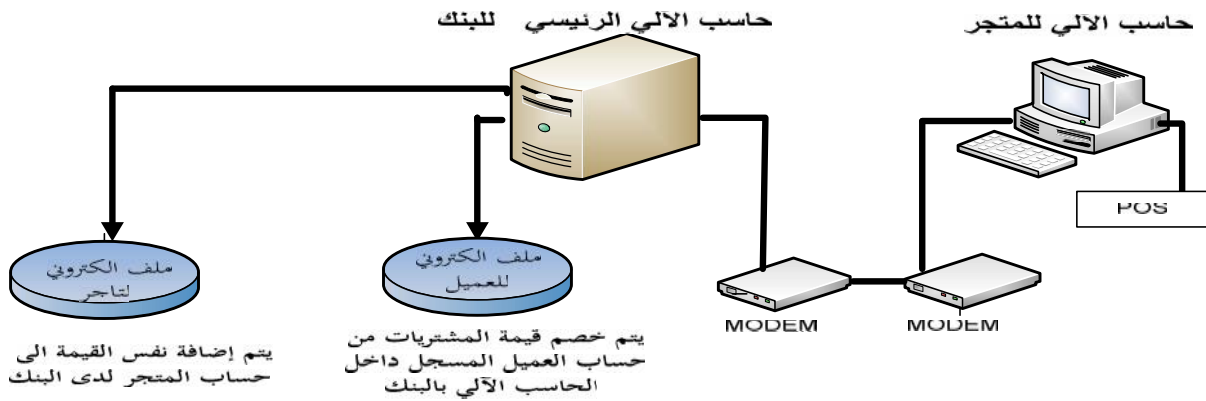 حاسب الآلي للمتجر
حاسب الآلي الرئيسي للبنك
POS
MODEM
MODEM
ملف الكتروني
للعميل
ملف الكتروني
لتاجر
يتم خصم قيمة المشتريات من
حساب العميل المسجل داخل
الحاسب الآلي بالبنك
يتم إضافة نفس القيمة الى
حساب المتجر لدى البنك